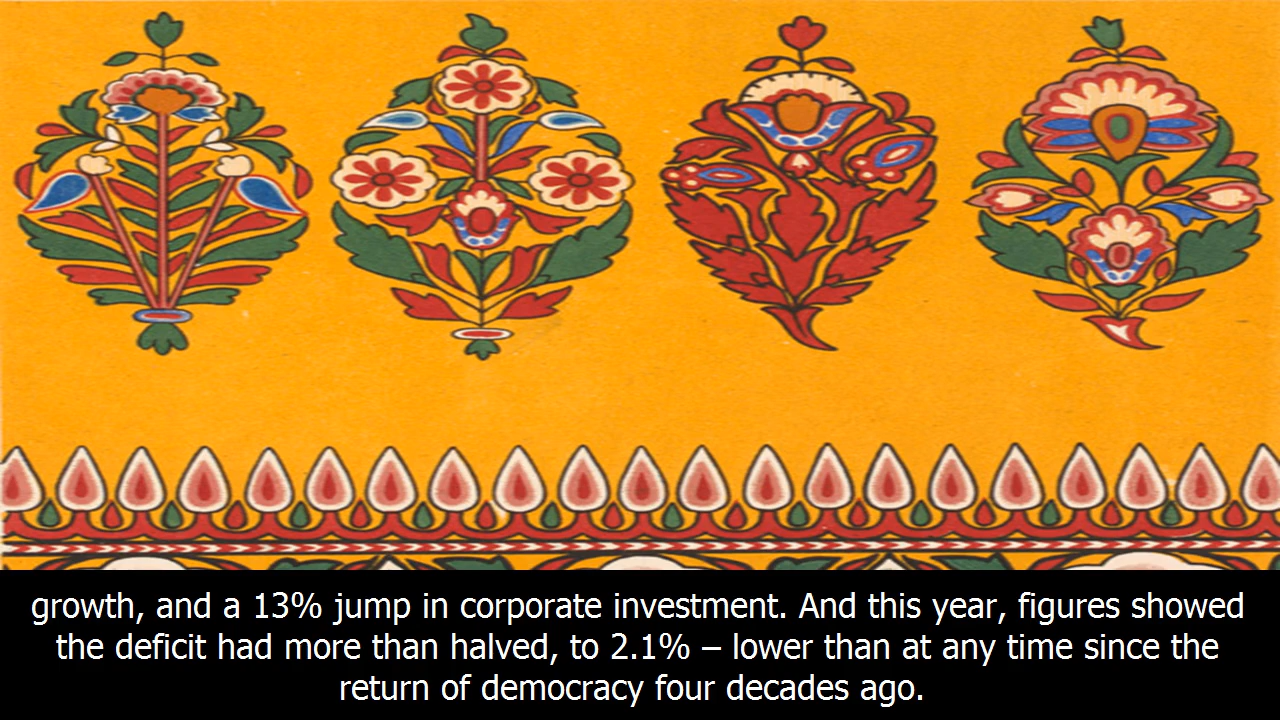 growth, and a 13% jump in corporate investment. And this year, figures showed
the deficit had more than halved, to 2.1% – lower than at any time since the
return of democracy four decades ago.